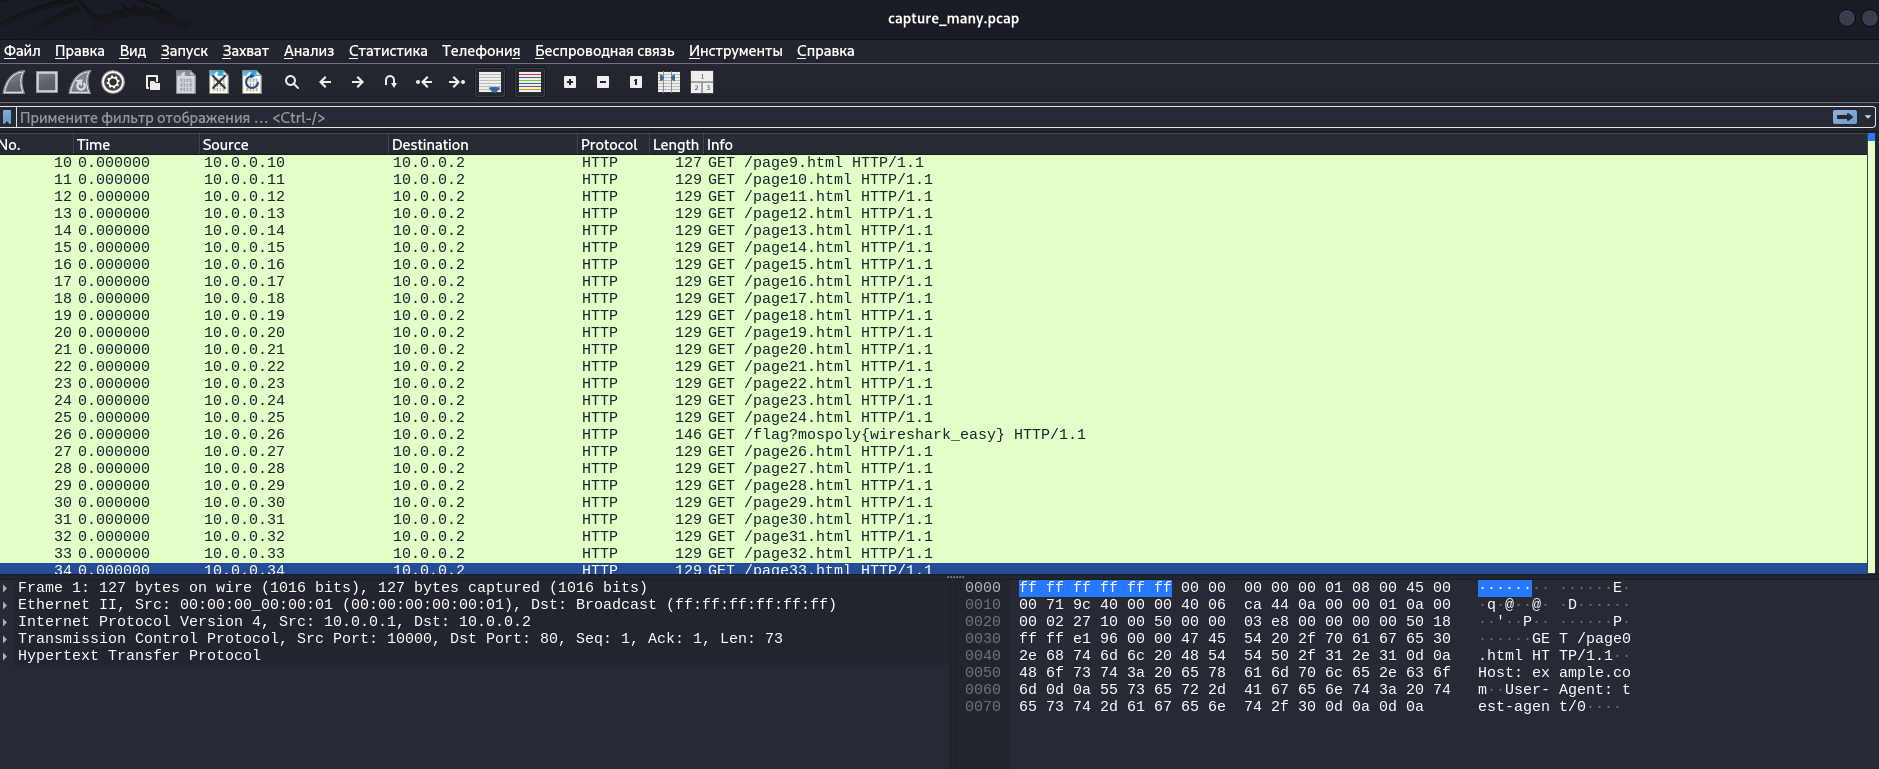 capture_many.pcap
Файл Правка Вид Запуск Захват Анализ Статистика Телефония Беспроводная связь Инструменты Справка
Примените фильтр отображения … <Ctrl-/>
No. Time Source Destination Protocol Length Info
10 0.000000 10.0.0.10 10.0.0.2 HTTP 127 GET /page9.html HTTP/1.1
11 0.000000 10.0.0.11 10.0.0.2 HTTP 129 GET /page10.html HTTP/1.1
12 0.000000 10.0.0.12 10.0.0.2 HTTP 129 GET /page11.html HTTP/1.1
13 0.000000 10.0.0.13 10.0.0.2 HTTP 129 GET /page12.html HTTP/1.1
14 0.000000 10.0.0.14 10.0.0.2 HTTP 129 GET /page13.html HTTP/1.1
15 0.000000 10.0.0.15 10.0.0.2 HTTP 129 GET /page14.html HTTP/1.1
16 0.000000 10.0.0.16 10.0.0.2 HTTP 129 GET /page15.html HTTP/1.1
17 0.000000 10.0.0.17 10.0.0.2 HTTP 129 GET /page16.html HTTP/1.1
18 0.000000 10.0.0.18 10.0.0.2 HTTP 129 GET /page17.html HTTP/1.1
19 0.000000 10.0.0.19 10.0.0.2 HTTP 129 GET /page18.html HTTP/1.1
20 0.000000 10.0.0.20 10.0.0.2 HTTP 129 GET /page19.html HTTP/1.1
21 0.000000 10.0.0.21 10.0.0.2 HTTP 129 GET /page20.html HTTP/1.1
22 0.000000 10.0.0.22 10.0.0.2 HTTP 129 GET /page21.html HTTP/1.1
23 0.000000 10.0.0.23 10.0.0.2 HTTP 129 GET /page22.html HTTP/1.1
24 0.000000 10.0.0.24 10.0.0.2 HTTP 129 GET /page23.html HTTP/1.1
25 0.000000 10.0.0.25 10.0.0.2 HTTP 129 GET /page24.html HTTP/1.1
26 0.000000 10.0.0.26 10.0.0.2 HTTP 146 GET /flag?mospoly{wireshark_easy} HTTP/1.1
27 0.000000 10.0.0.27 10.0.0.2 HTTP 129 GET /page26.html HTTP/1.1
28 0.000000 10.0.0.28 10.0.0.2 HTTP 129 GET /page27.html HTTP/1.1
29 0.000000 10.0.0.29 10.0.0.2 HTTP 129 GET /page28.html HTTP/1.1
30 0.000000 10.0.0.30 10.0.0.2 HTTP 129 GET /page29.html HTTP/1.1
31 0.000000 10.0.0.31 10.0.0.2 HTTP 129 GET /page30.html HTTP/1.1
32 0.000000 10.0.0.32 10.0.0.2 HTTP 129 GET /page31.html HTTP/1.1
33 0.000000 10.0.0.33 10.0.0.2 HTTP 129 GET /page32.html HTTP/1.1
34 0.000000 10.0.0.34 10.0.0.2 HTTP 129 GET /page33.html HTTP/1.1
Frame 1: 127 bytes on wire (1016 bits), 127 bytes captured (1016 bits)
Ethernet II, Src: 00:00:00_00:00:01 (00:00:00:00:00:01), Dst: Broadcast (ff:ff:ff:ff:ff:ff)
Internet Protocol Version 4, Src: 10.0.0.1, Dst: 10.0.0.2
Transmission Control Protocol, Src Port: 10000, Dst Port: 80, Seq: 1, Ack: 1, Len: 73
Hypertext Transfer Protocol
0000 ff ff ff ff ff ff 00 00 00 00 00 01 08 00 45 00 ········ ······E·
0010 00 71 9c 40 00 00 40 06 ca 44 0a 00 00 01 0a 00 ·q·@··@· ·D······
0020 00 02 27 10 00 50 00 00 03 e8 00 00 00 00 50 18 ··'··P·· ······P·
0030 ff ff e1 96 00 00 47 45 54 20 2f 70 61 67 65 30 ······GE T /page0
0040 2e 68 74 6d 6c 20 48 54 54 50 2f 31 2e 31 0d 0a .html HT TP/1.1··
0050 48 6f 73 74 3a 20 65 78 61 6d 70 6c 65 2e 63 6f Host: ex ample.co
0060 6d 0d 0a 55 73 65 72 2d 41 67 65 6e 74 3a 20 74 m··User- Agent: t
0070 65 73 74 2d 61 67 65 6e 74 2f 30 0d 0a 0d 0a est-agen t/0····